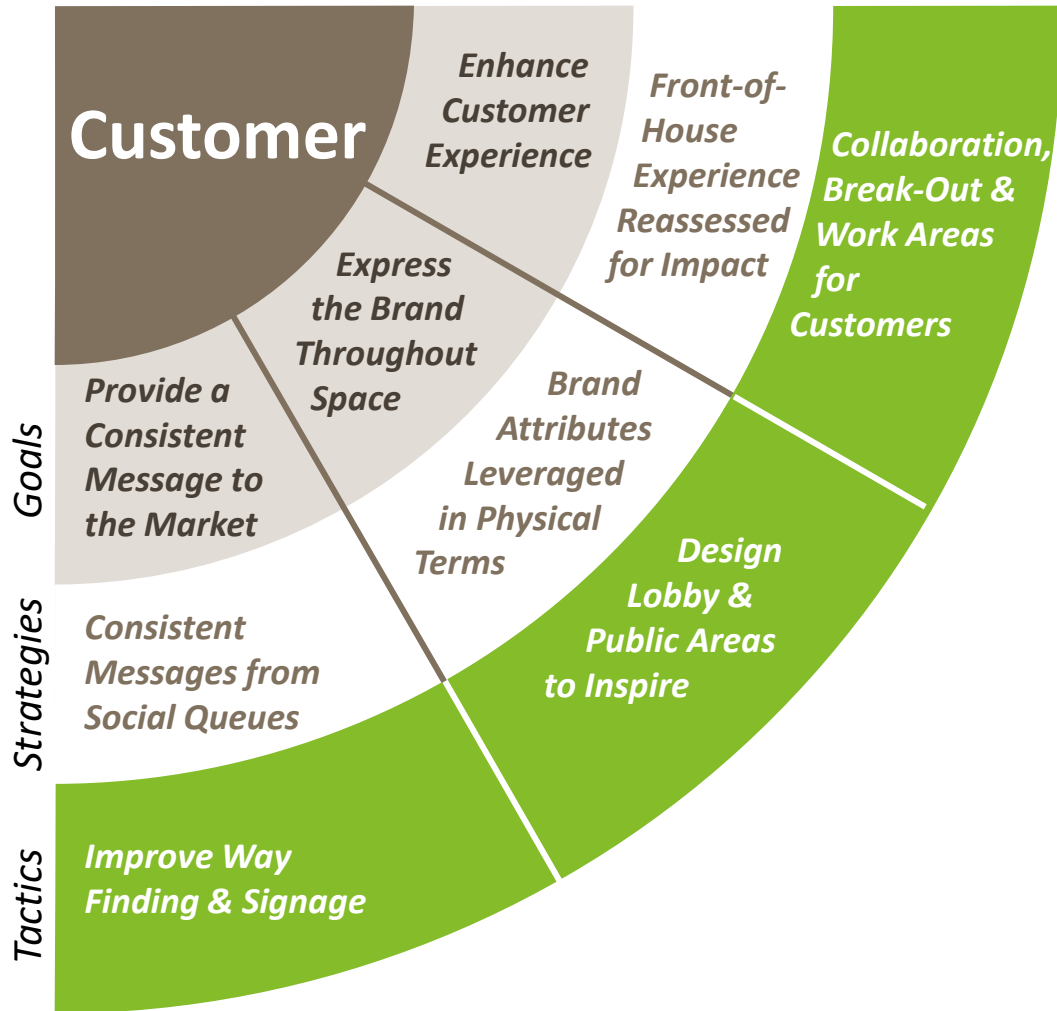 Customer
Enhance
Customer
Experience
Front-of-
House
Experience
Reassessed
for Impact
Collaboration,
Break-Out &
Work Areas
for
Customers
Express
the Brand
Throughout
Space
Brand
Attributes
Leveraged
in Physical
Terms
Design
Lobby &
Public Areas
to Inspire
Goals
Provide a
Consistent
Message to
the Market
Strategies
Consistent
Messages from
Social Queues
Tactics
Improve Way
Finding & Signage